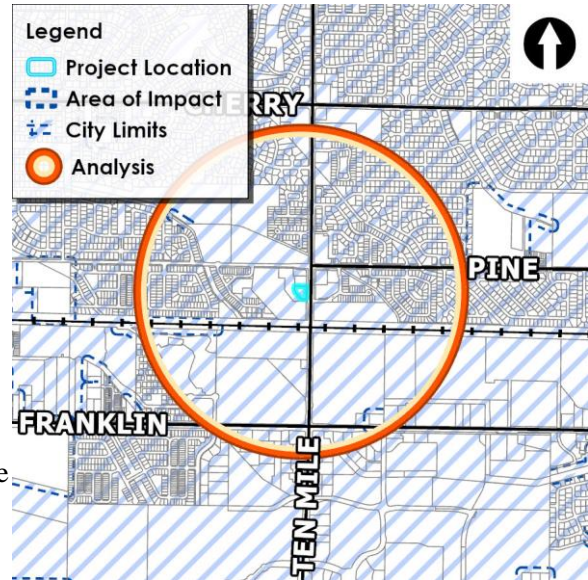 Legend
Project Location
Area of Impact
City Limits
Analysis
CHERRY
PINE
FRANKLIN
TEN MILE
e